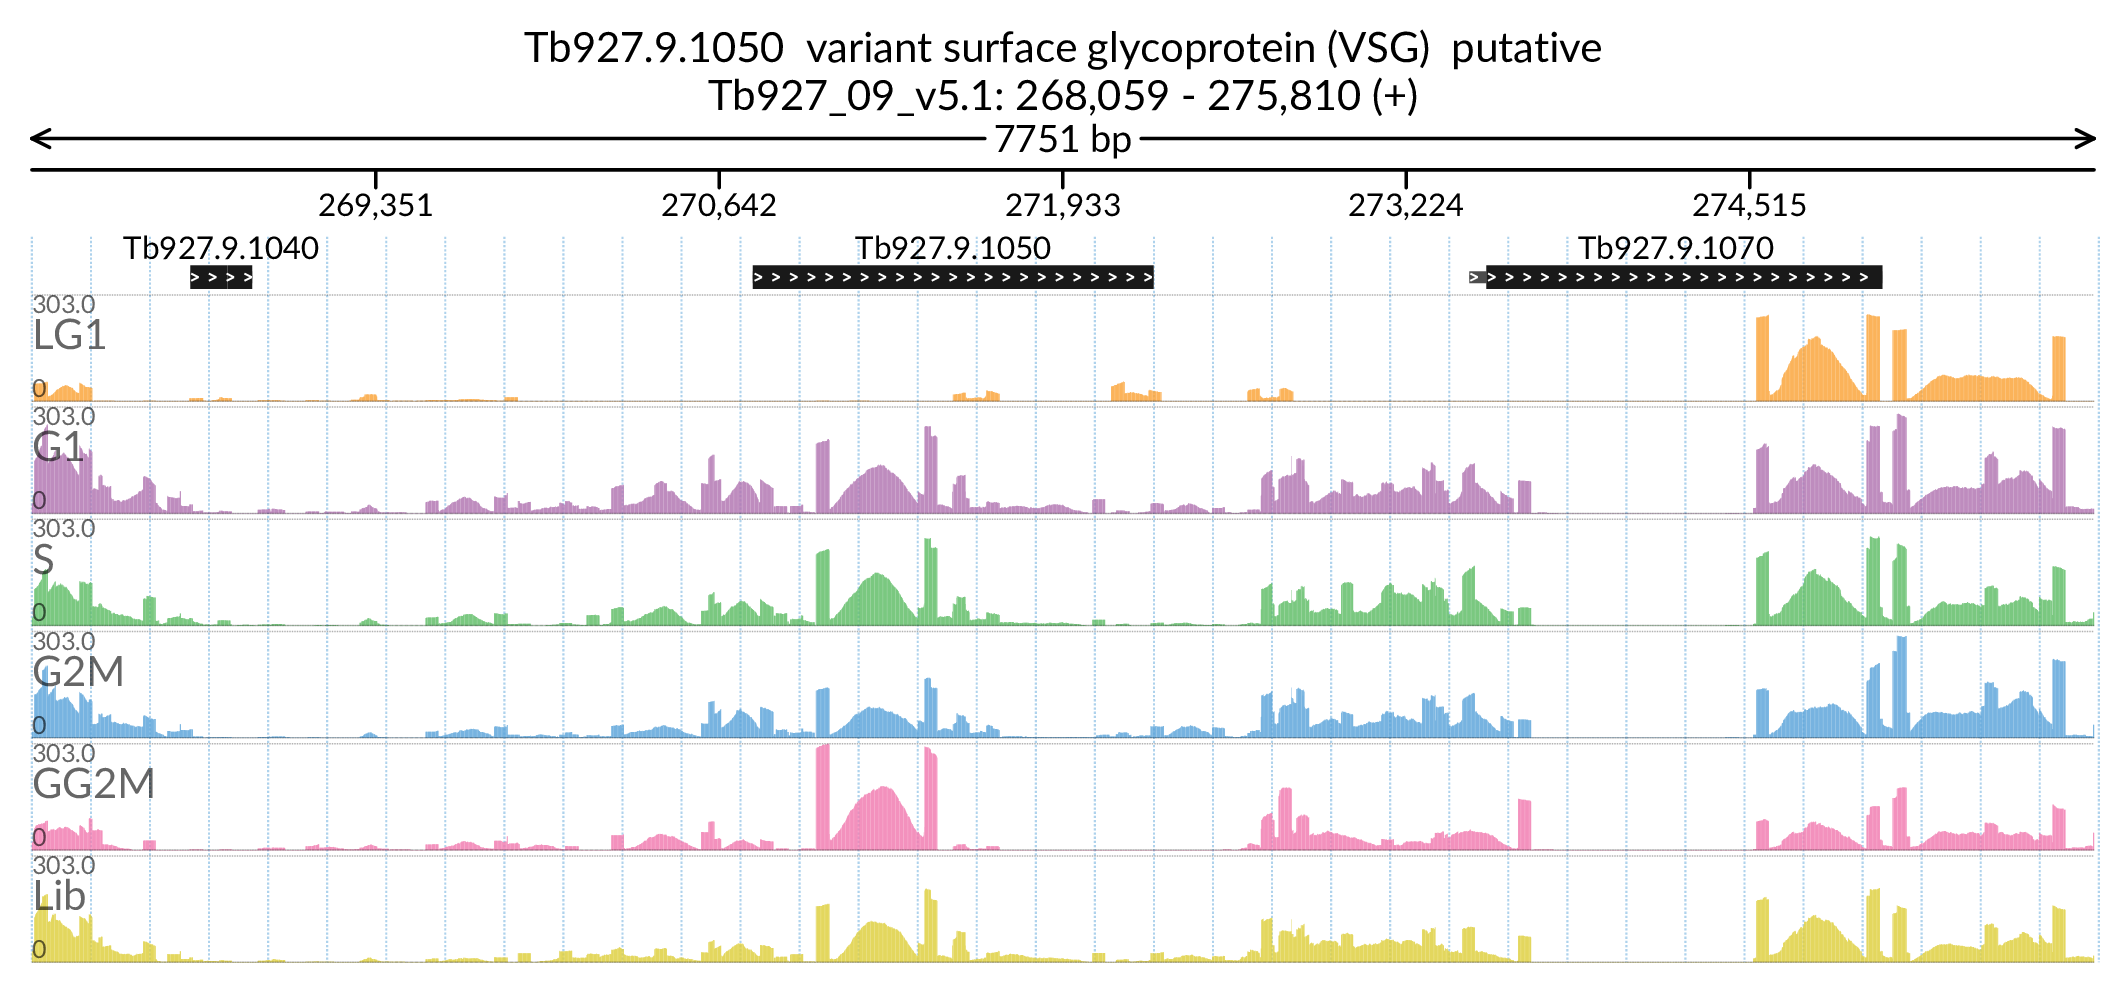 Tb927.9.1050  variant surface glycoprotein (VSG)  putative
Tb927_09_v5.1: 268,059 - 275,810 (+)
7751 bp
269,351 270,642 271,933 273,224 274,515
Tb927.9.1040 Tb927.9.1050 Tb927.9.1070
303.0
LG1
0
303.0
G1
0
303.0
S
0
303.0
G2M
0
303.0
GG2M
0
303.0
Lib
0